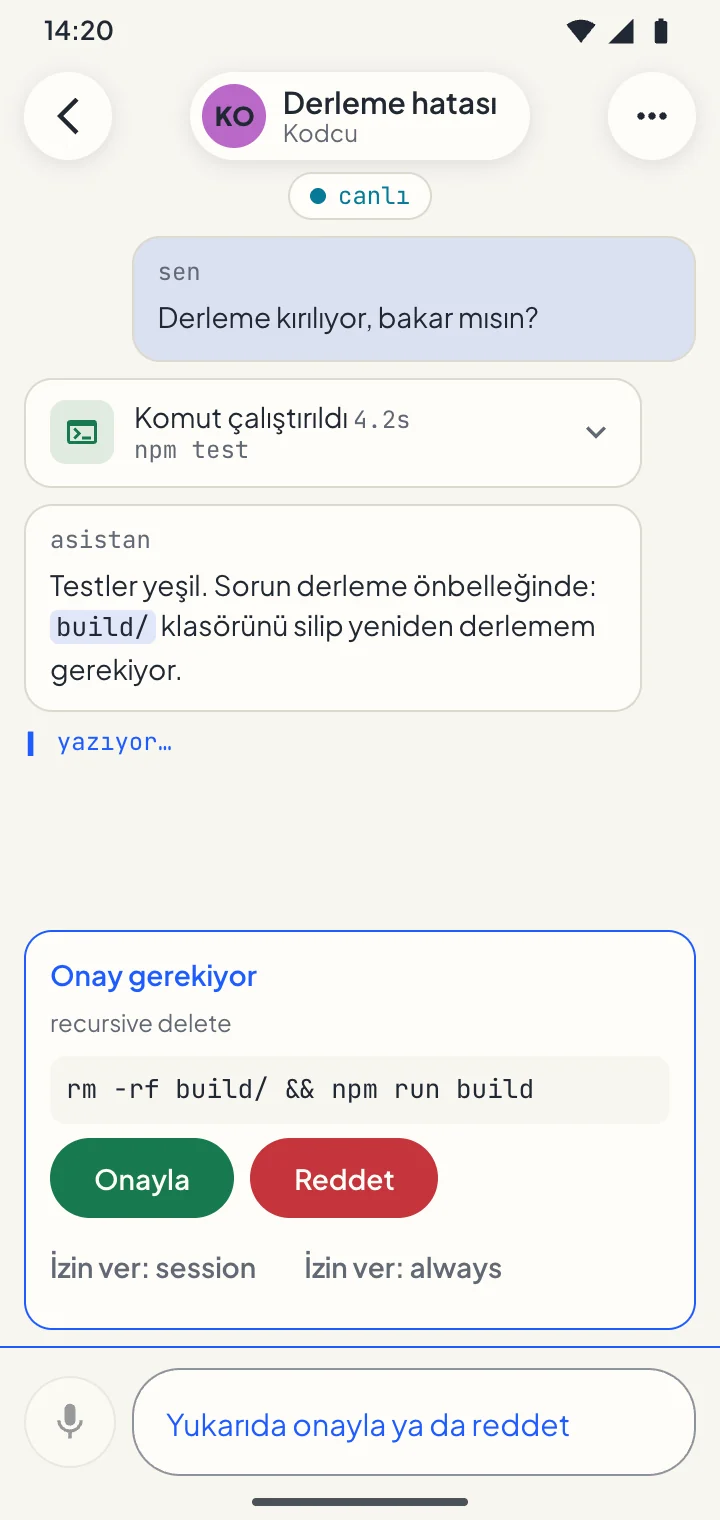 14:20
KO
Derleme hatası
Kodcu
canlı
sen
Derleme kırılıyor, bakar mısın?
Komut çalıştırıldı 4.2s
npm test
asistan
Testler yeşil. Sorun derleme önbelleğinde:
build/ klasörünü silip yeniden derlemem
gerekiyor.
yazıyor…
Onay gerekiyor
recursive delete
rm -rf build/ && npm run build
Onayla Reddet
İzin ver: session İzin ver: always
Yukarıda onayla ya da reddet